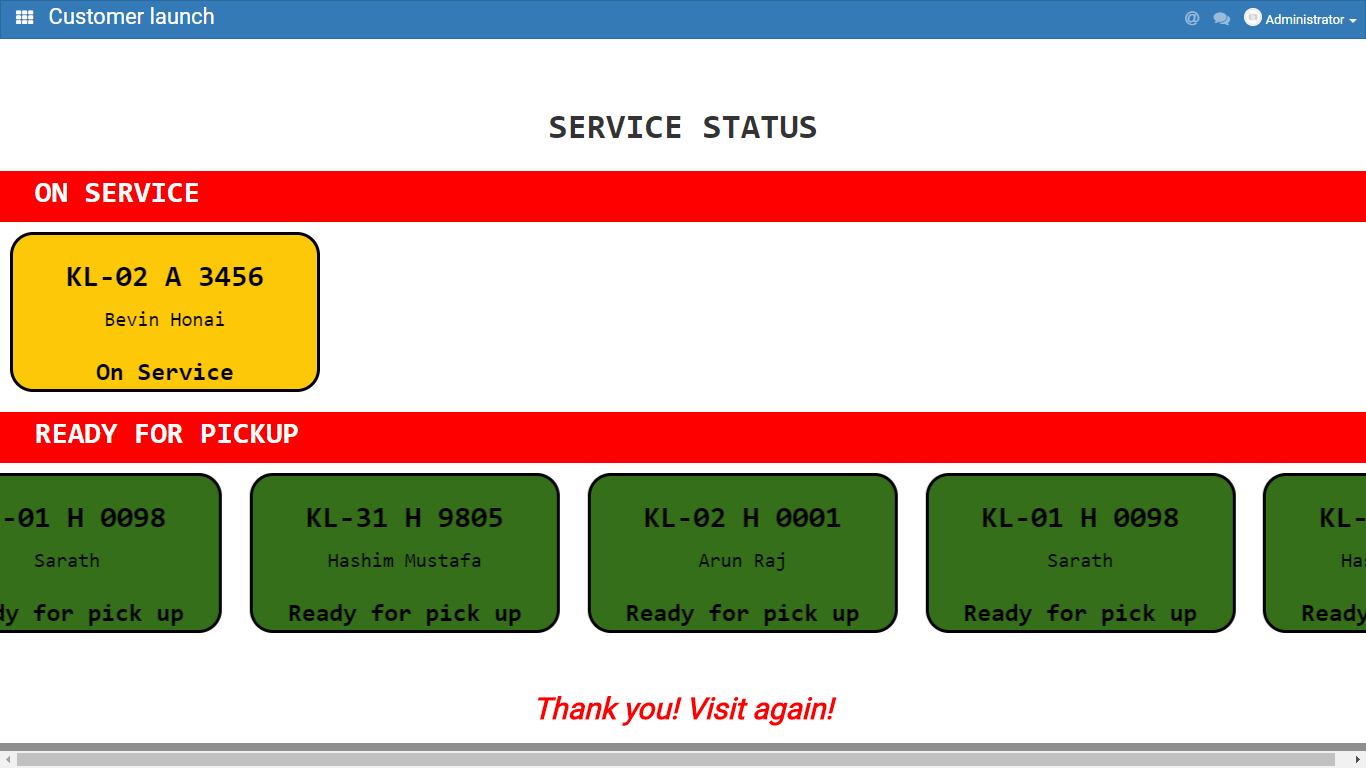 Customer launch
Administrator
SERVICE STATUS
ON SERVICE
KL-02 A 3456
Bevin Honai
On Service
READY FOR PICKUP
-01 H 0098
Sarath
dy for pick up
KL-31 H 9805
Hashim Mustafa
Ready for pick up
KL-02 H 0001
Arun Raj
Ready for pick up
KL-01 H 0098
Sarath
Ready for pick up
KL-
Has
Ready
Thank you! Visit again!